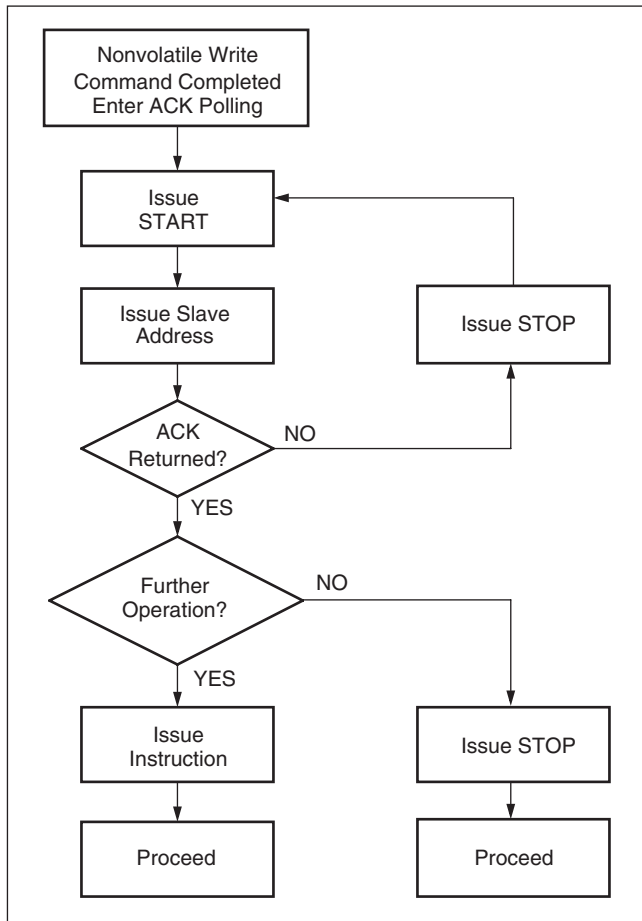 Nonvolatile Write
Command Completed
Enter ACK Polling
Issue
START
Issue Slave
Address
Issue STOP
ACK
Returned?
NO
YES
Further
Operation?
NO
YES
Issue
Instruction
Issue STOP
Proceed
Proceed